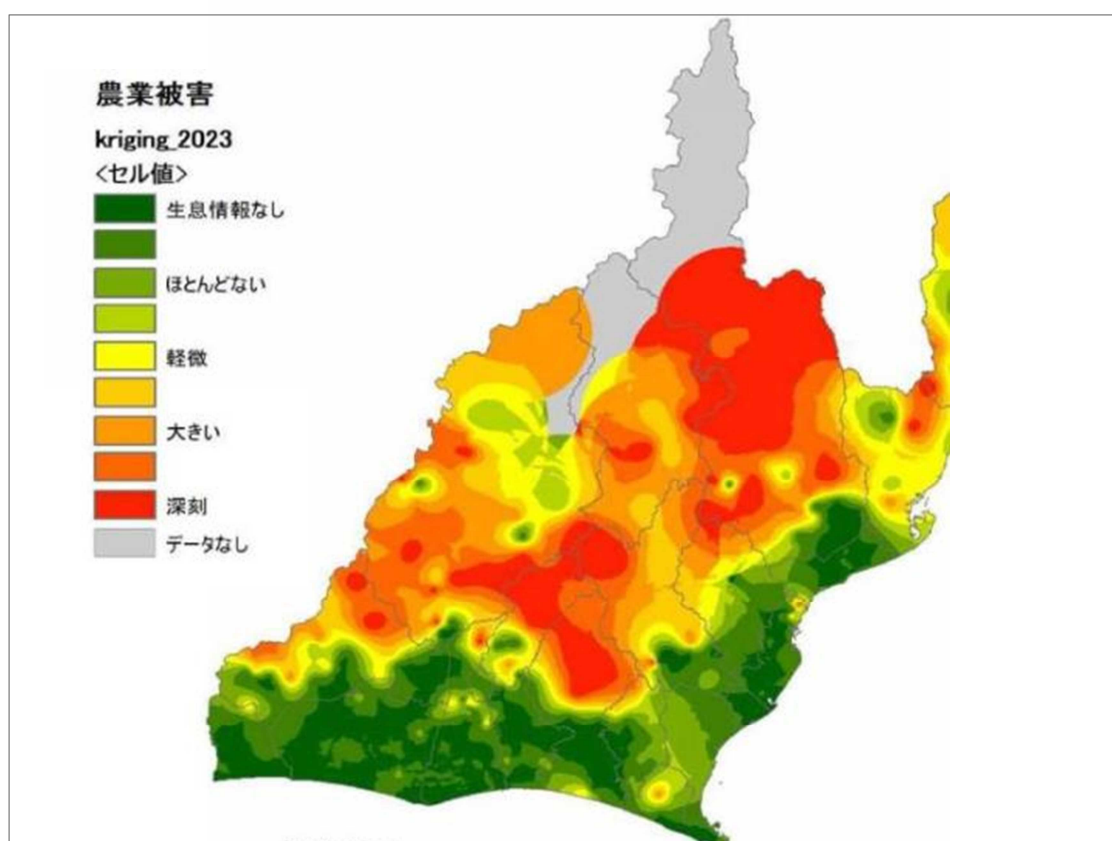 農業被害
kriging_2023
<セル値>
生息情報なし
ほとんどない
軽微
大きい
深刻
データなし